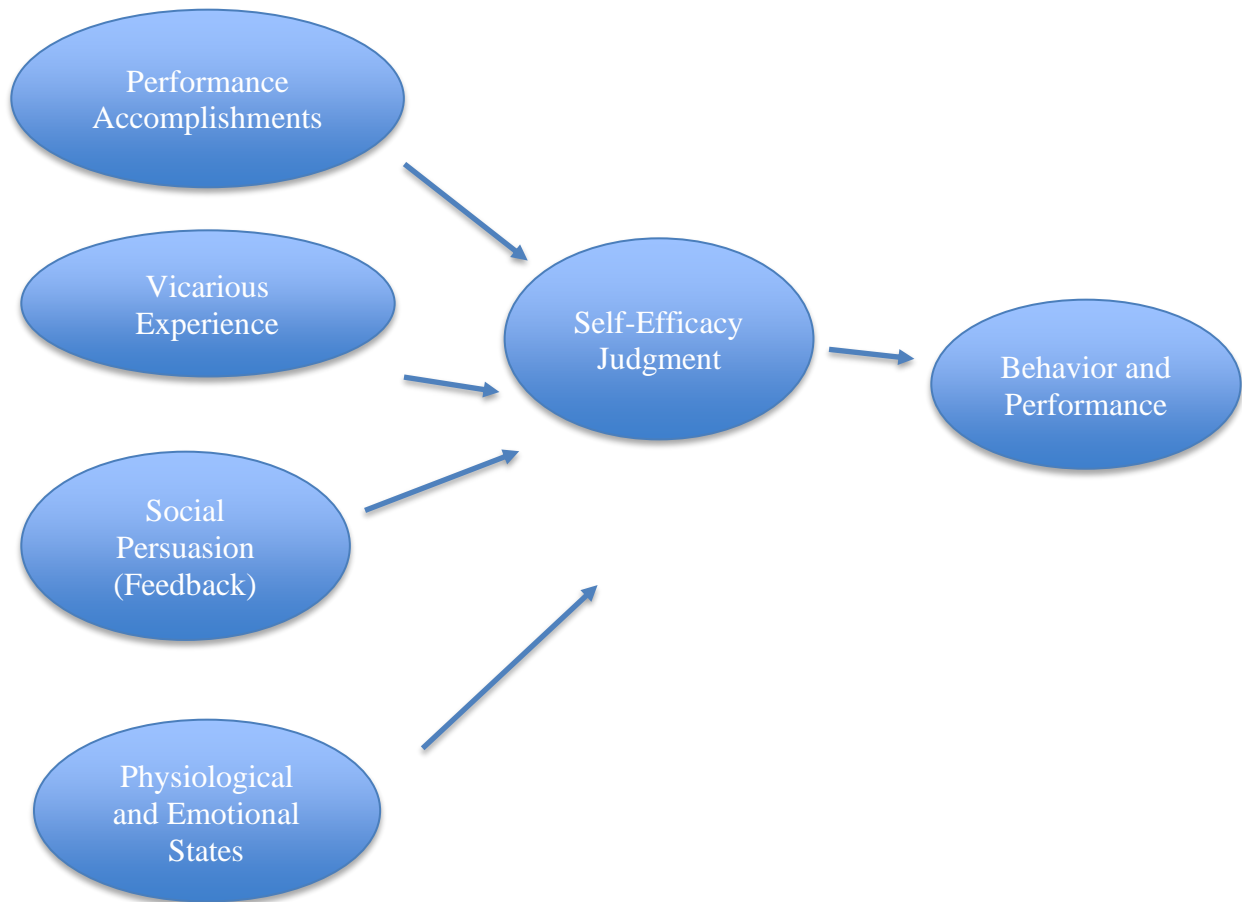 Performance
Accomplishments
Vicarious
Experience
Social
Persuasion
(Feedback)
Physiological
and Emotional
States
Self-Efficacy
Judgment
Behavior and
Performance